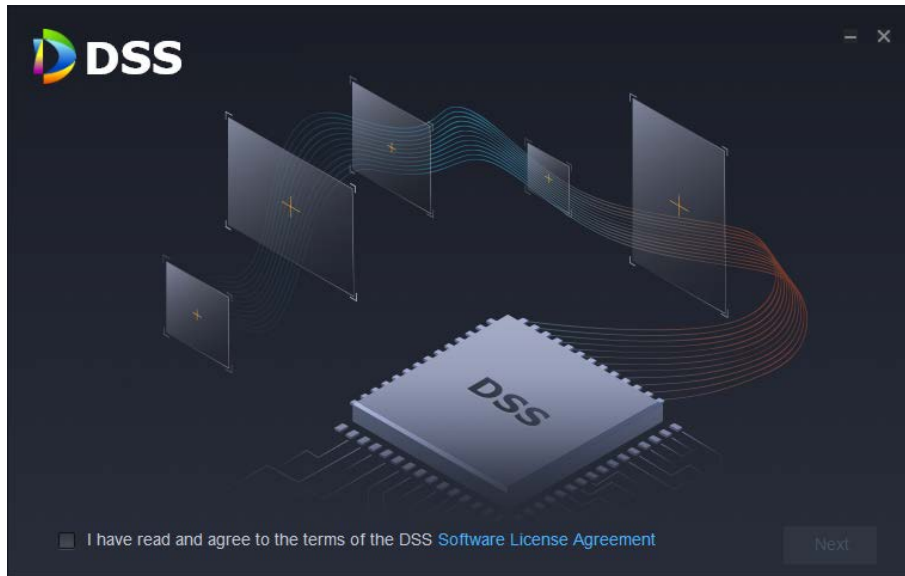 DSS
DSS
I have read and agree to the terms of the DSS Software License Agreement
Next